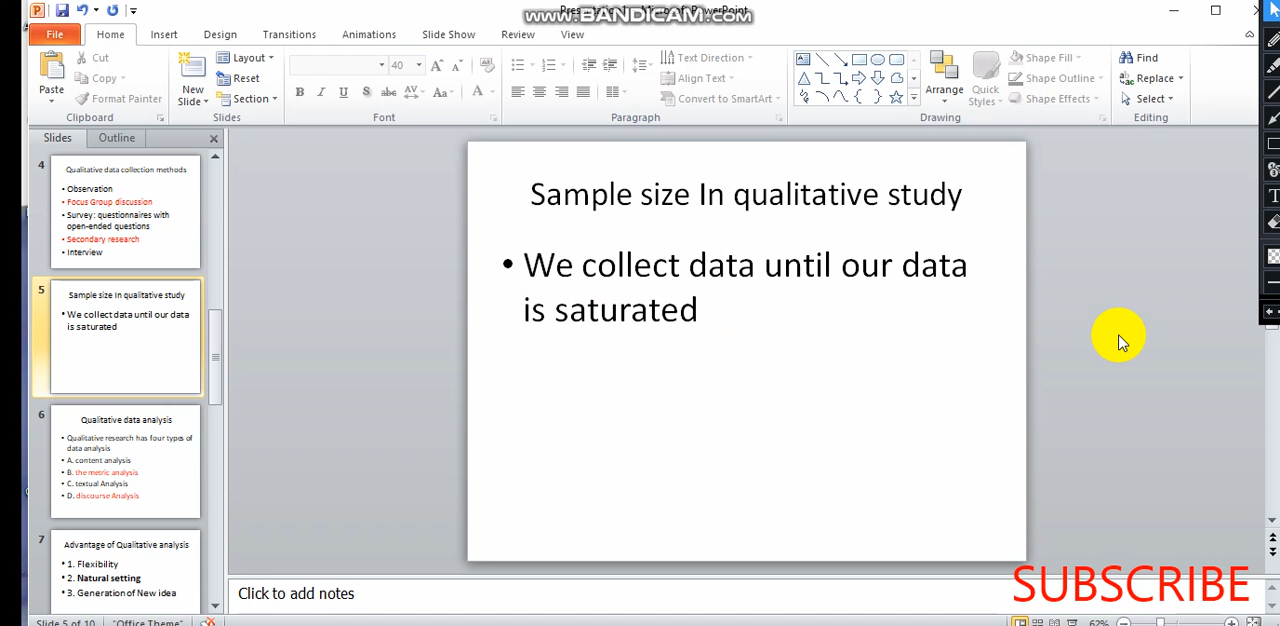 www.BANDICAM.com
File Home Insert Design Transitions Animations Slide Show Review View
Paste
Cut
Copy
Format Painter
Clipboard
New
Slide
Layout
Reset
Section
Slides
40
Font
Text Direction
Align Text
Convert to SmartArt
Paragraph
Arrange
Quick
Styles
Shape Fill
Shape Outline
Shape Effects
Drawing
Find
Replace
Select
Editing
Slides Outline
4
Qualitative data collection methods
• Observation
• Focus Group discussion
• Survey: questionnaires with
open-ended questions
• Secondary research
• Interview
5
Sample size In qualitative study
• We collect data until our data
is saturated
6
Qualitative data analysis
• Qualitative research has four types of
data analysis
• A. content analysis
• B. the metric analysis
• C. textual Analysis
• D. discourse Analysis
7
Advantage of Qualitative analysis
• 1. Flexibility
• 2. Natural setting
• 3. Generation of New idea
Sample size In qualitative study
• We collect data until our data
is saturated
Click to add notes
SUBSCRIBE
Slide 5 of 10 "Office Theme" 62%